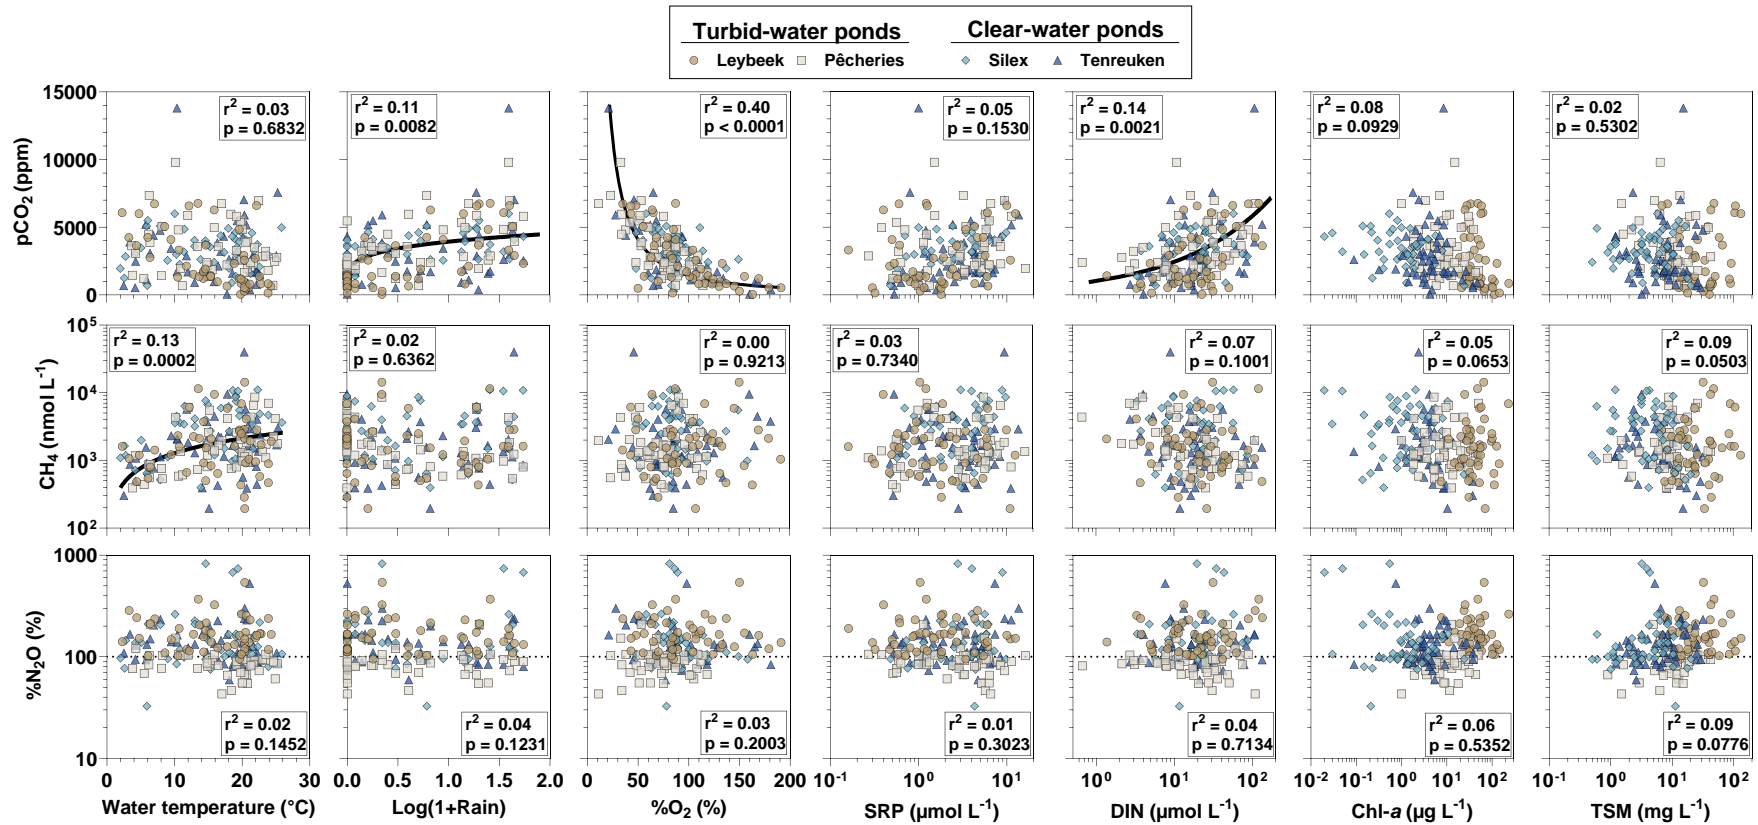 Turbid-water ponds Clear-water ponds
Leybeek Pêcheries Silex Tenreuken
15000
10000
5000
0
pCO₂ (ppm)
r² = 0.03
p = 0.6832
r² = 0.11
p = 0.0082
r² = 0.40
p < 0.0001
r² = 0.05
p = 0.1530
r² = 0.14
p = 0.0021
r² = 0.08
p = 0.0929
r² = 0.02
p = 0.5302
10⁵
10⁴
10³
10²
CH₄ (nmol L⁻¹)
r² = 0.13
p = 0.0002
r² = 0.02
p = 0.6362
r² = 0.00
p = 0.9213
r² = 0.03
p = 0.7340
r² = 0.07
p = 0.1001
r² = 0.05
p = 0.0653
r² = 0.09
p = 0.0503
1000
100
10
%N₂O (%)
r² = 0.02
p = 0.1452
r² = 0.04
p = 0.1231
r² = 0.03
p = 0.2003
r² = 0.01
p = 0.3023
r² = 0.04
p = 0.7134
r² = 0.06
p = 0.5352
r² = 0.09
p = 0.0776
0 10 20 30
Water temperature (°C)
0.0 0.5 1.0 1.5 2.0
Log(1+Rain)
0 50 100 150 200
%O₂ (%)
10⁻¹ 10⁰ 10¹
SRP (µmol L⁻¹)
10⁰ 10¹ 10²
DIN (µmol L⁻¹)
10⁻² 10⁻¹ 10⁰ 10¹ 10²
Chl-a (µg L⁻¹)
10⁻¹ 10⁰ 10¹ 10²
TSM (mg L⁻¹)